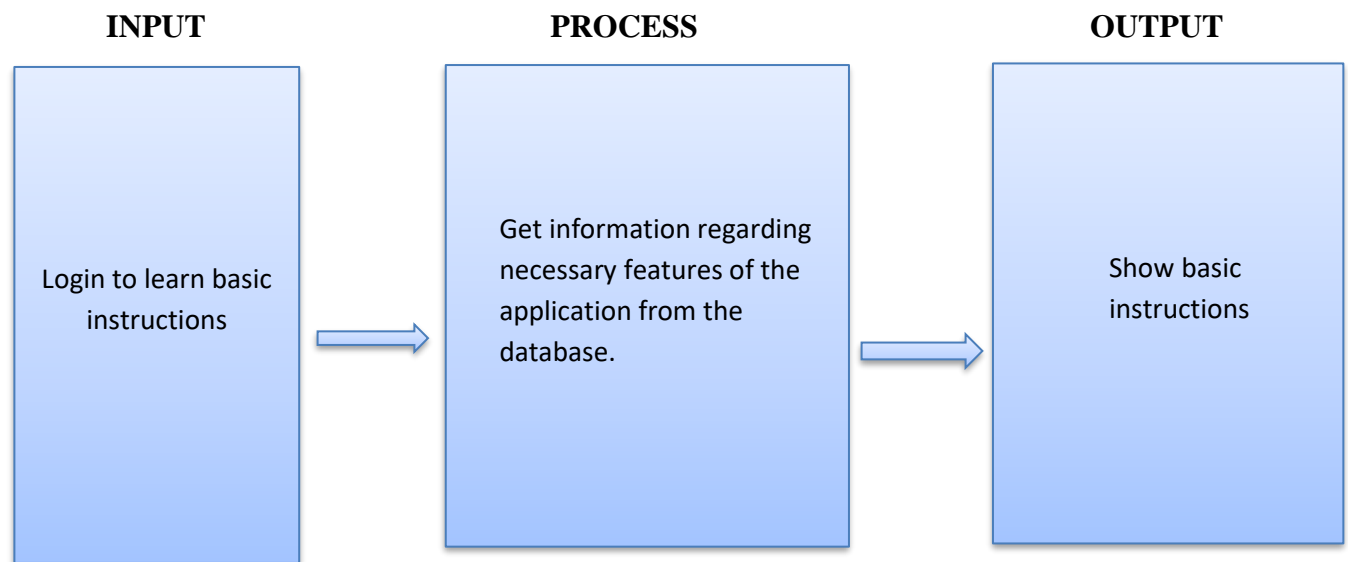 INPUT
PROCESS
OUTPUT
Login to learn basic
instructions
Get information regarding
necessary features of the
application from the
database.
Show basic
instructions